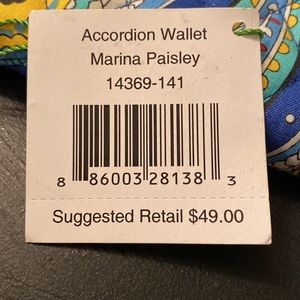 Accordion Wallet
Marina Paisley
14369-141
8 86003 28138 3
Suggested Retail $49.00